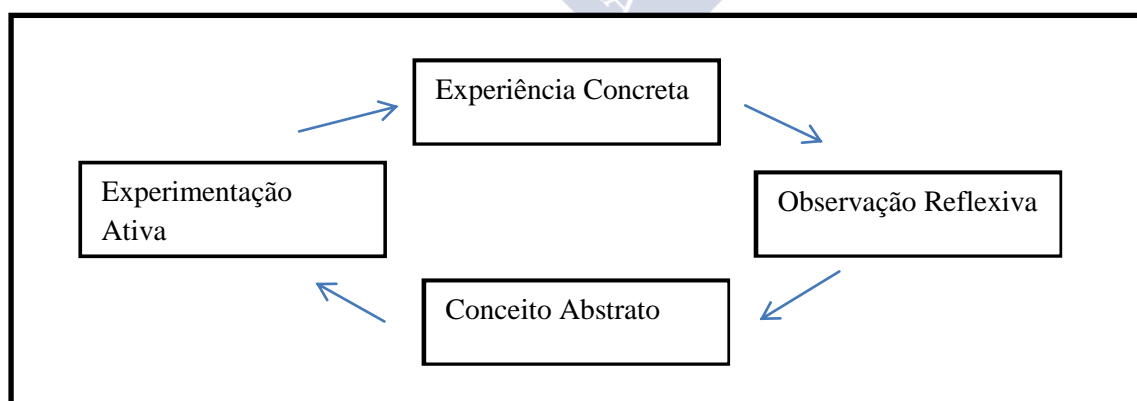 Experiência Concreta
Experimentação
Ativa
Observação Reflexiva
Conceito Abstrato